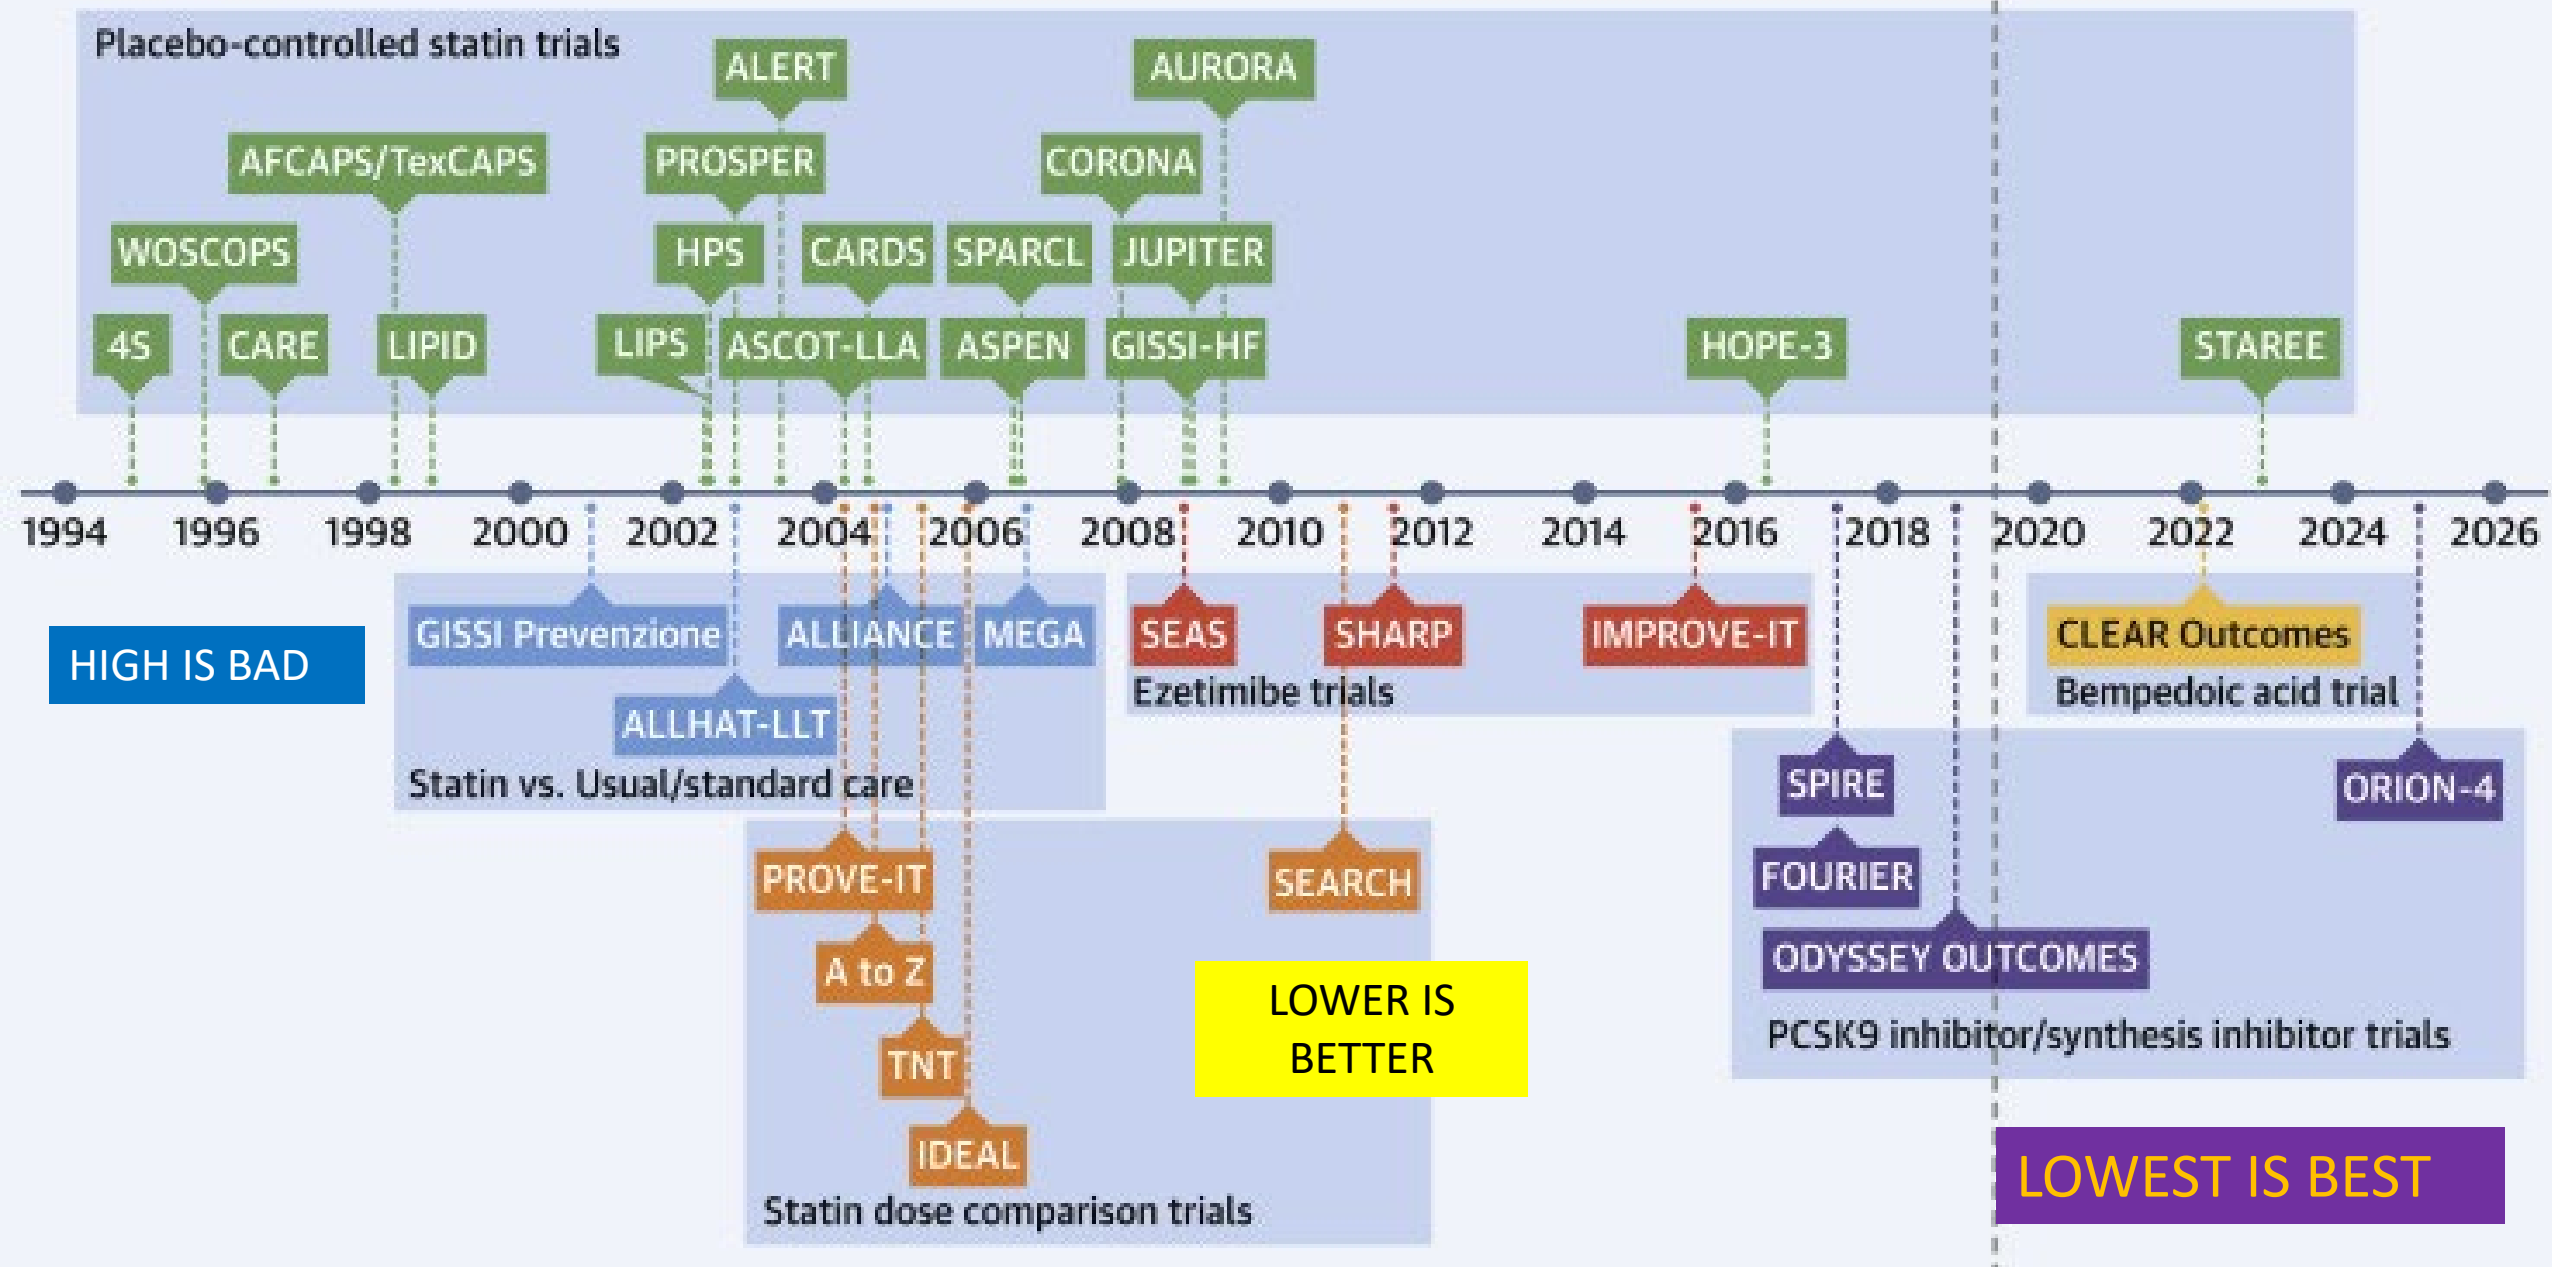 Placebo-controlled statin trials
ALERT
AURORA
AFCAPS/TexCAPS
PROSPER
CORONA
WOSCOPS
HPS
CARDS
SPARCL
JUPITER
4S
CARE
LIPID
LIPS
ASCOT-LLA
ASPEN
GISSI-HF
HOPE-3
STAREE
1994 1996 1998 2000 2002 2004 2006 2008 2010 2012 2014 2016 2018 2020 2022 2024 2026
HIGH IS BAD
GISSI Prevenzione
ALLIANCE
MEGA
ALLHAT-LLT
Statin vs. Usual/standard care
SEAS
SHARP
IMPROVE-IT
Ezetimibe trials
CLEAR Outcomes
Bempedoic acid trial
PROVE-IT
SEARCH
A to Z
TNT
IDEAL
Statin dose comparison trials
LOWER IS
BETTER
SPIRE
ORION-4
FOURIER
ODYSSEY OUTCOMES
PCSK9 inhibitor/synthesis inhibitor trials
LOWEST IS BEST